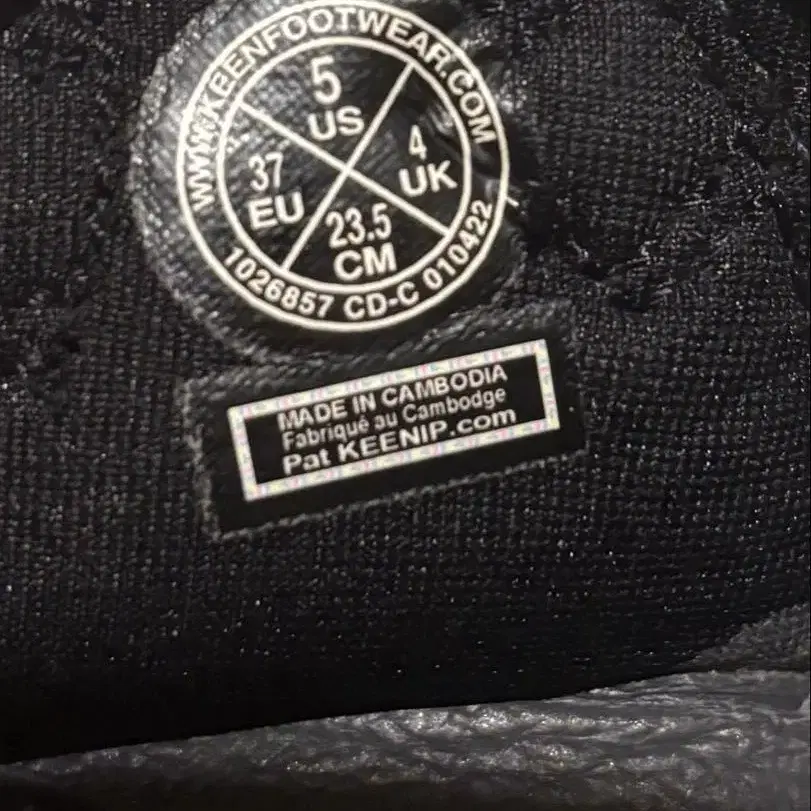 WWW.KEENFOOTWEAR.COM
5
US
37
EU
4
UK
23.5
CM
1026857 CD-C 010422
MADE IN CAMBODIA
Fabriqué au Cambodge
Pat KEENIP.com